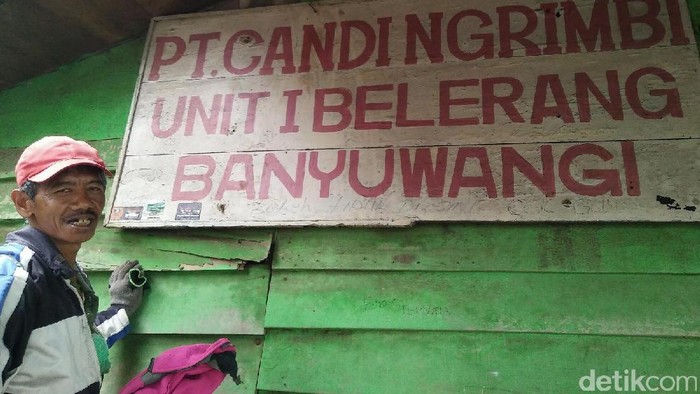 PT. CANDI NGRIMBI
UNIT I BELERANG
BANYUWANGI
detikcom